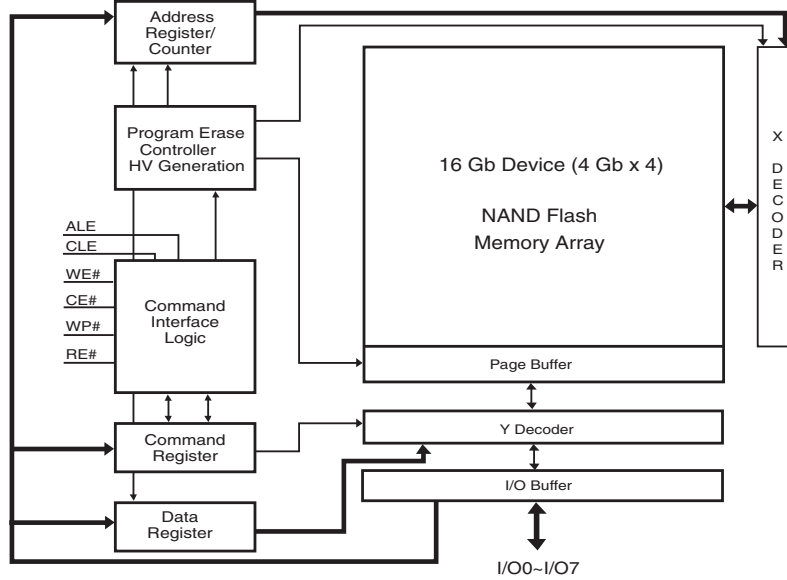 Address
Register/
Counter
Program Erase
Controller
HV Generation
ALE
CLE
WE#
CE#
WP#
RE#
Command
Interface
Logic
Command
Register
Data
Register
16 Gb Device (4 Gb x 4)
NAND Flash
Memory Array
Page Buffer
Y Decoder
I/O Buffer
I/O0~I/O7
X
D
E
C
O
D
E
R